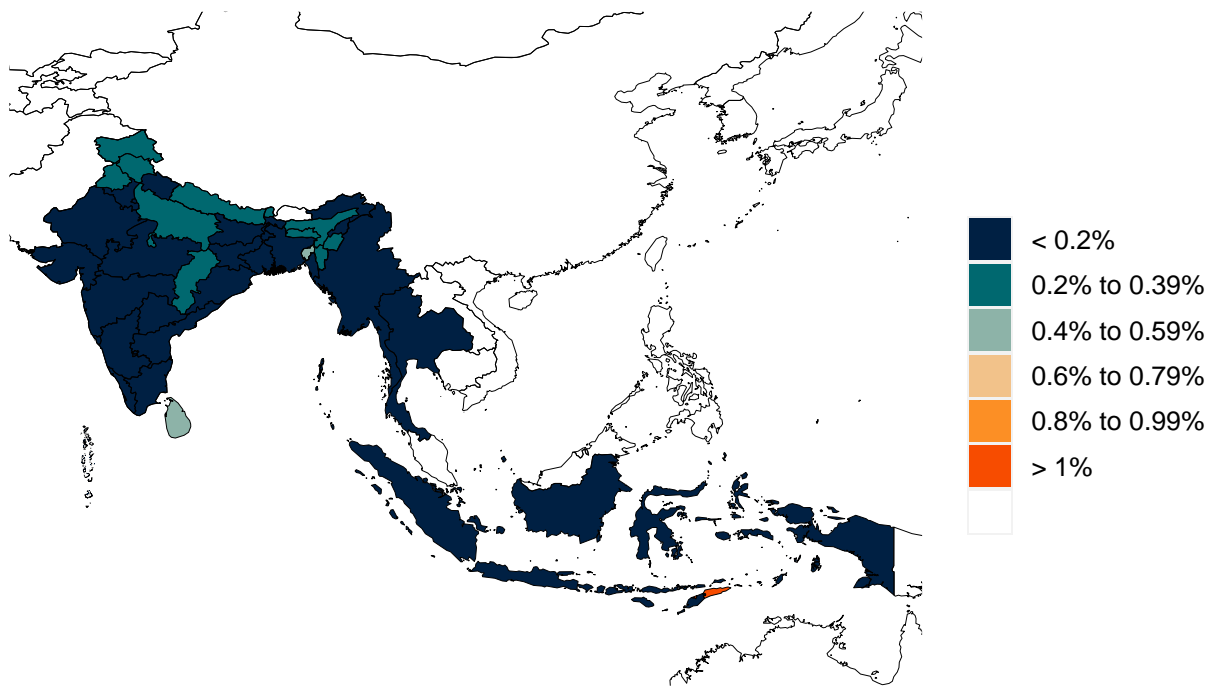 < 0.2%
0.2% to 0.39%
0.4% to 0.59%
0.6% to 0.79%
0.8% to 0.99%
> 1%